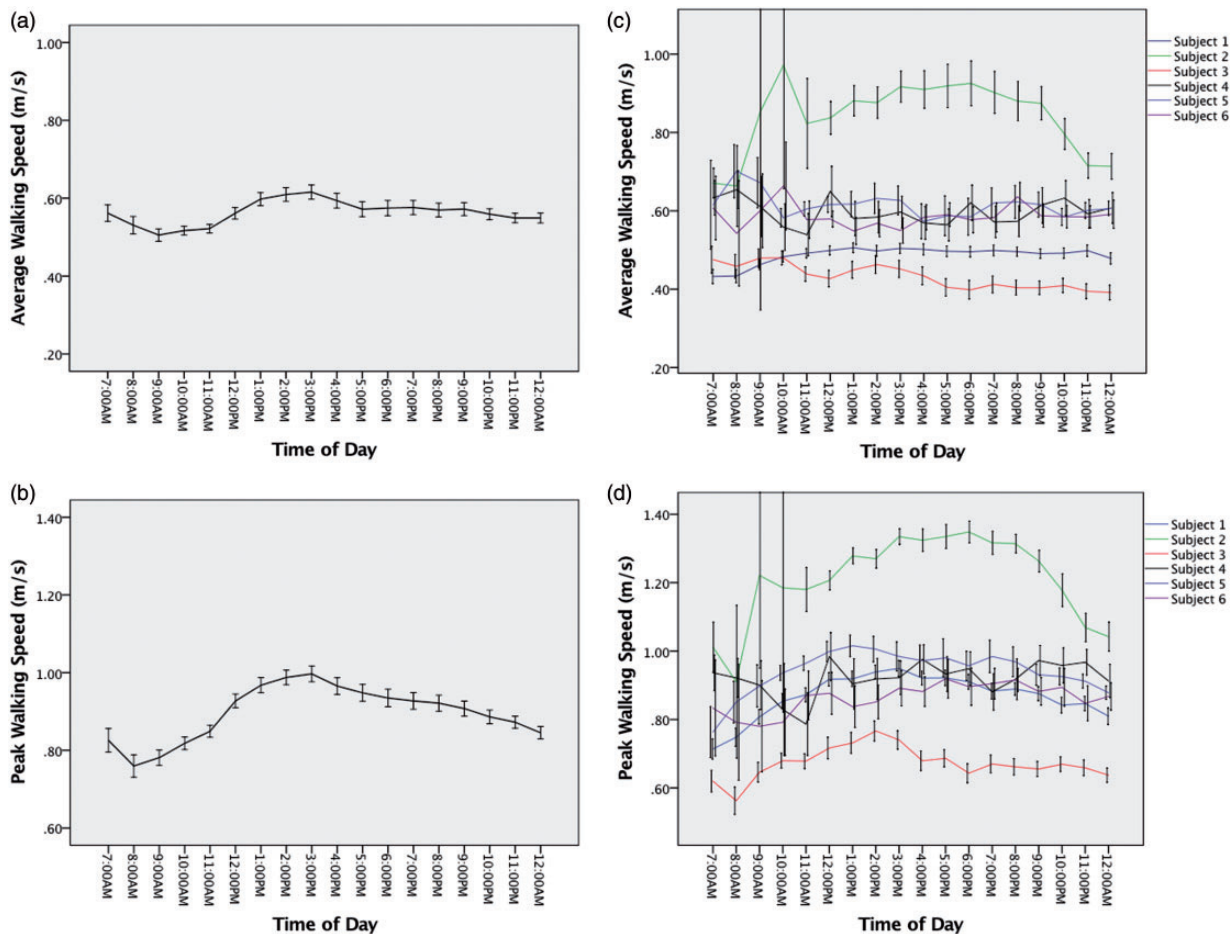 (a)
Average Walking Speed (m/s)
1.00
.80
.60
.40
.20
7:00AM
8:00AM
9:00AM
10:00AM
11:00AM
12:00PM
1:00PM
2:00PM
3:00PM
4:00PM
5:00PM
6:00PM
7:00PM
8:00PM
9:00PM
10:00PM
11:00PM
12:00AM
Time of Day
(c)
Average Walking Speed (m/s)
1.00
.80
.60
.40
.20
7:00AM
8:00AM
9:00AM
10:00AM
11:00AM
12:00PM
1:00PM
2:00PM
3:00PM
4:00PM
5:00PM
6:00PM
7:00PM
8:00PM
9:00PM
10:00PM
11:00PM
12:00AM
Time of Day
Subject 1
Subject 2
Subject 3
Subject 4
Subject 5
Subject 6
(b)
Peak Walking Speed (m/s)
1.40
1.20
1.00
.80
.60
7:00AM
8:00AM
9:00AM
10:00AM
11:00AM
12:00PM
1:00PM
2:00PM
3:00PM
4:00PM
5:00PM
6:00PM
7:00PM
8:00PM
9:00PM
10:00PM
11:00PM
12:00AM
Time of Day
(d)
Peak Walking Speed (m/s)
1.40
1.20
1.00
.80
.60
7:00AM
8:00AM
9:00AM
10:00AM
11:00AM
12:00PM
1:00PM
2:00PM
3:00PM
4:00PM
5:00PM
6:00PM
7:00PM
8:00PM
9:00PM
10:00PM
11:00PM
12:00AM
Time of Day
Subject 1
Subject 2
Subject 3
Subject 4
Subject 5
Subject 6